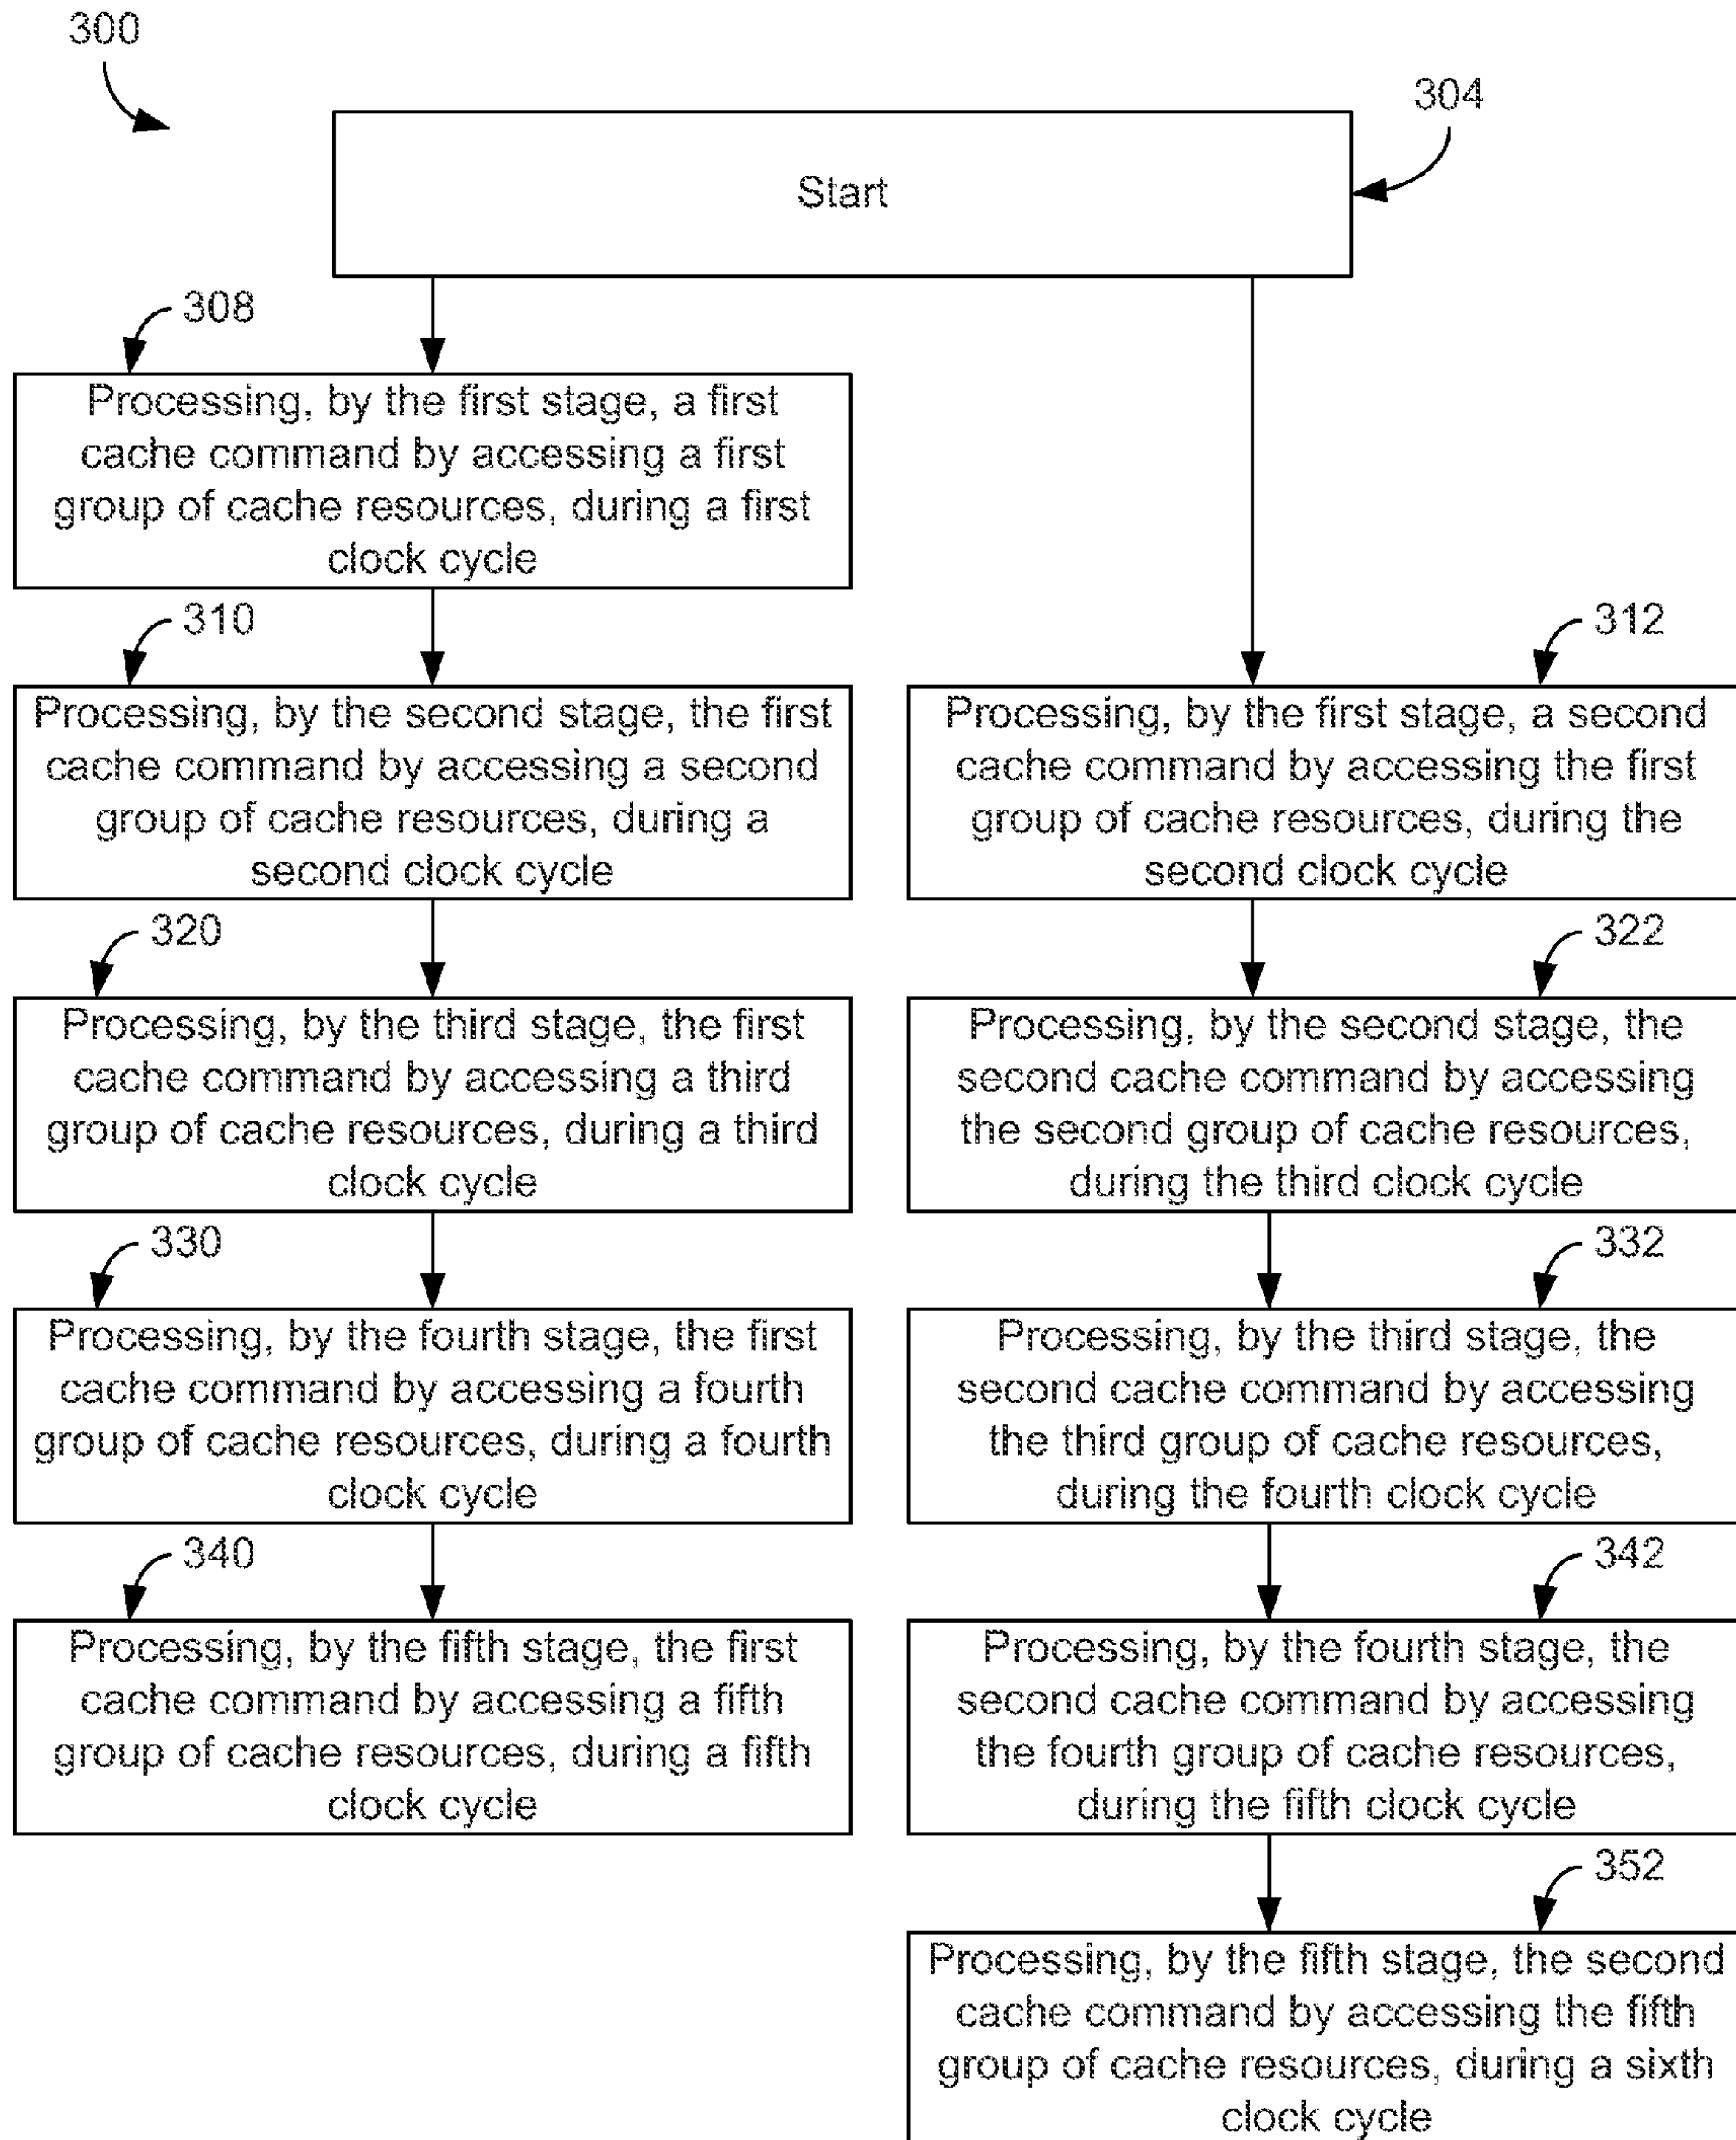 300
304
Start
308
Processing, by the first stage, a first
cache command by accessing a first
group of cache resources, during a first
clock cycle
310
Processing, by the second stage, the first
cache command by accessing a second
group of cache resources, during a
second clock cycle
312
Processing, by the first stage, a second
cache command by accessing the first
group of cache resources, during the
second clock cycle
320
Processing, by the third stage, the first
cache command by accessing a third
group of cache resources, during a third
clock cycle
322
Processing, by the second stage, the
second cache command by accessing
the second group of cache resources,
during the third clock cycle
330
Processing, by the fourth stage, the first
cache command by accessing a fourth
group of cache resources, during a fourth
clock cycle
332
Processing, by the third stage, the
second cache command by accessing
the third group of cache resources,
during the fourth clock cycle
340
Processing, by the fifth stage, the first
cache command by accessing a fifth
group of cache resources, during a fifth
clock cycle
342
Processing, by the fourth stage, the
second cache command by accessing
the fourth group of cache resources,
during the fifth clock cycle
352
Processing, by the fifth stage, the second
cache command by accessing the fifth
group of cache resources, during a sixth
clock cycle